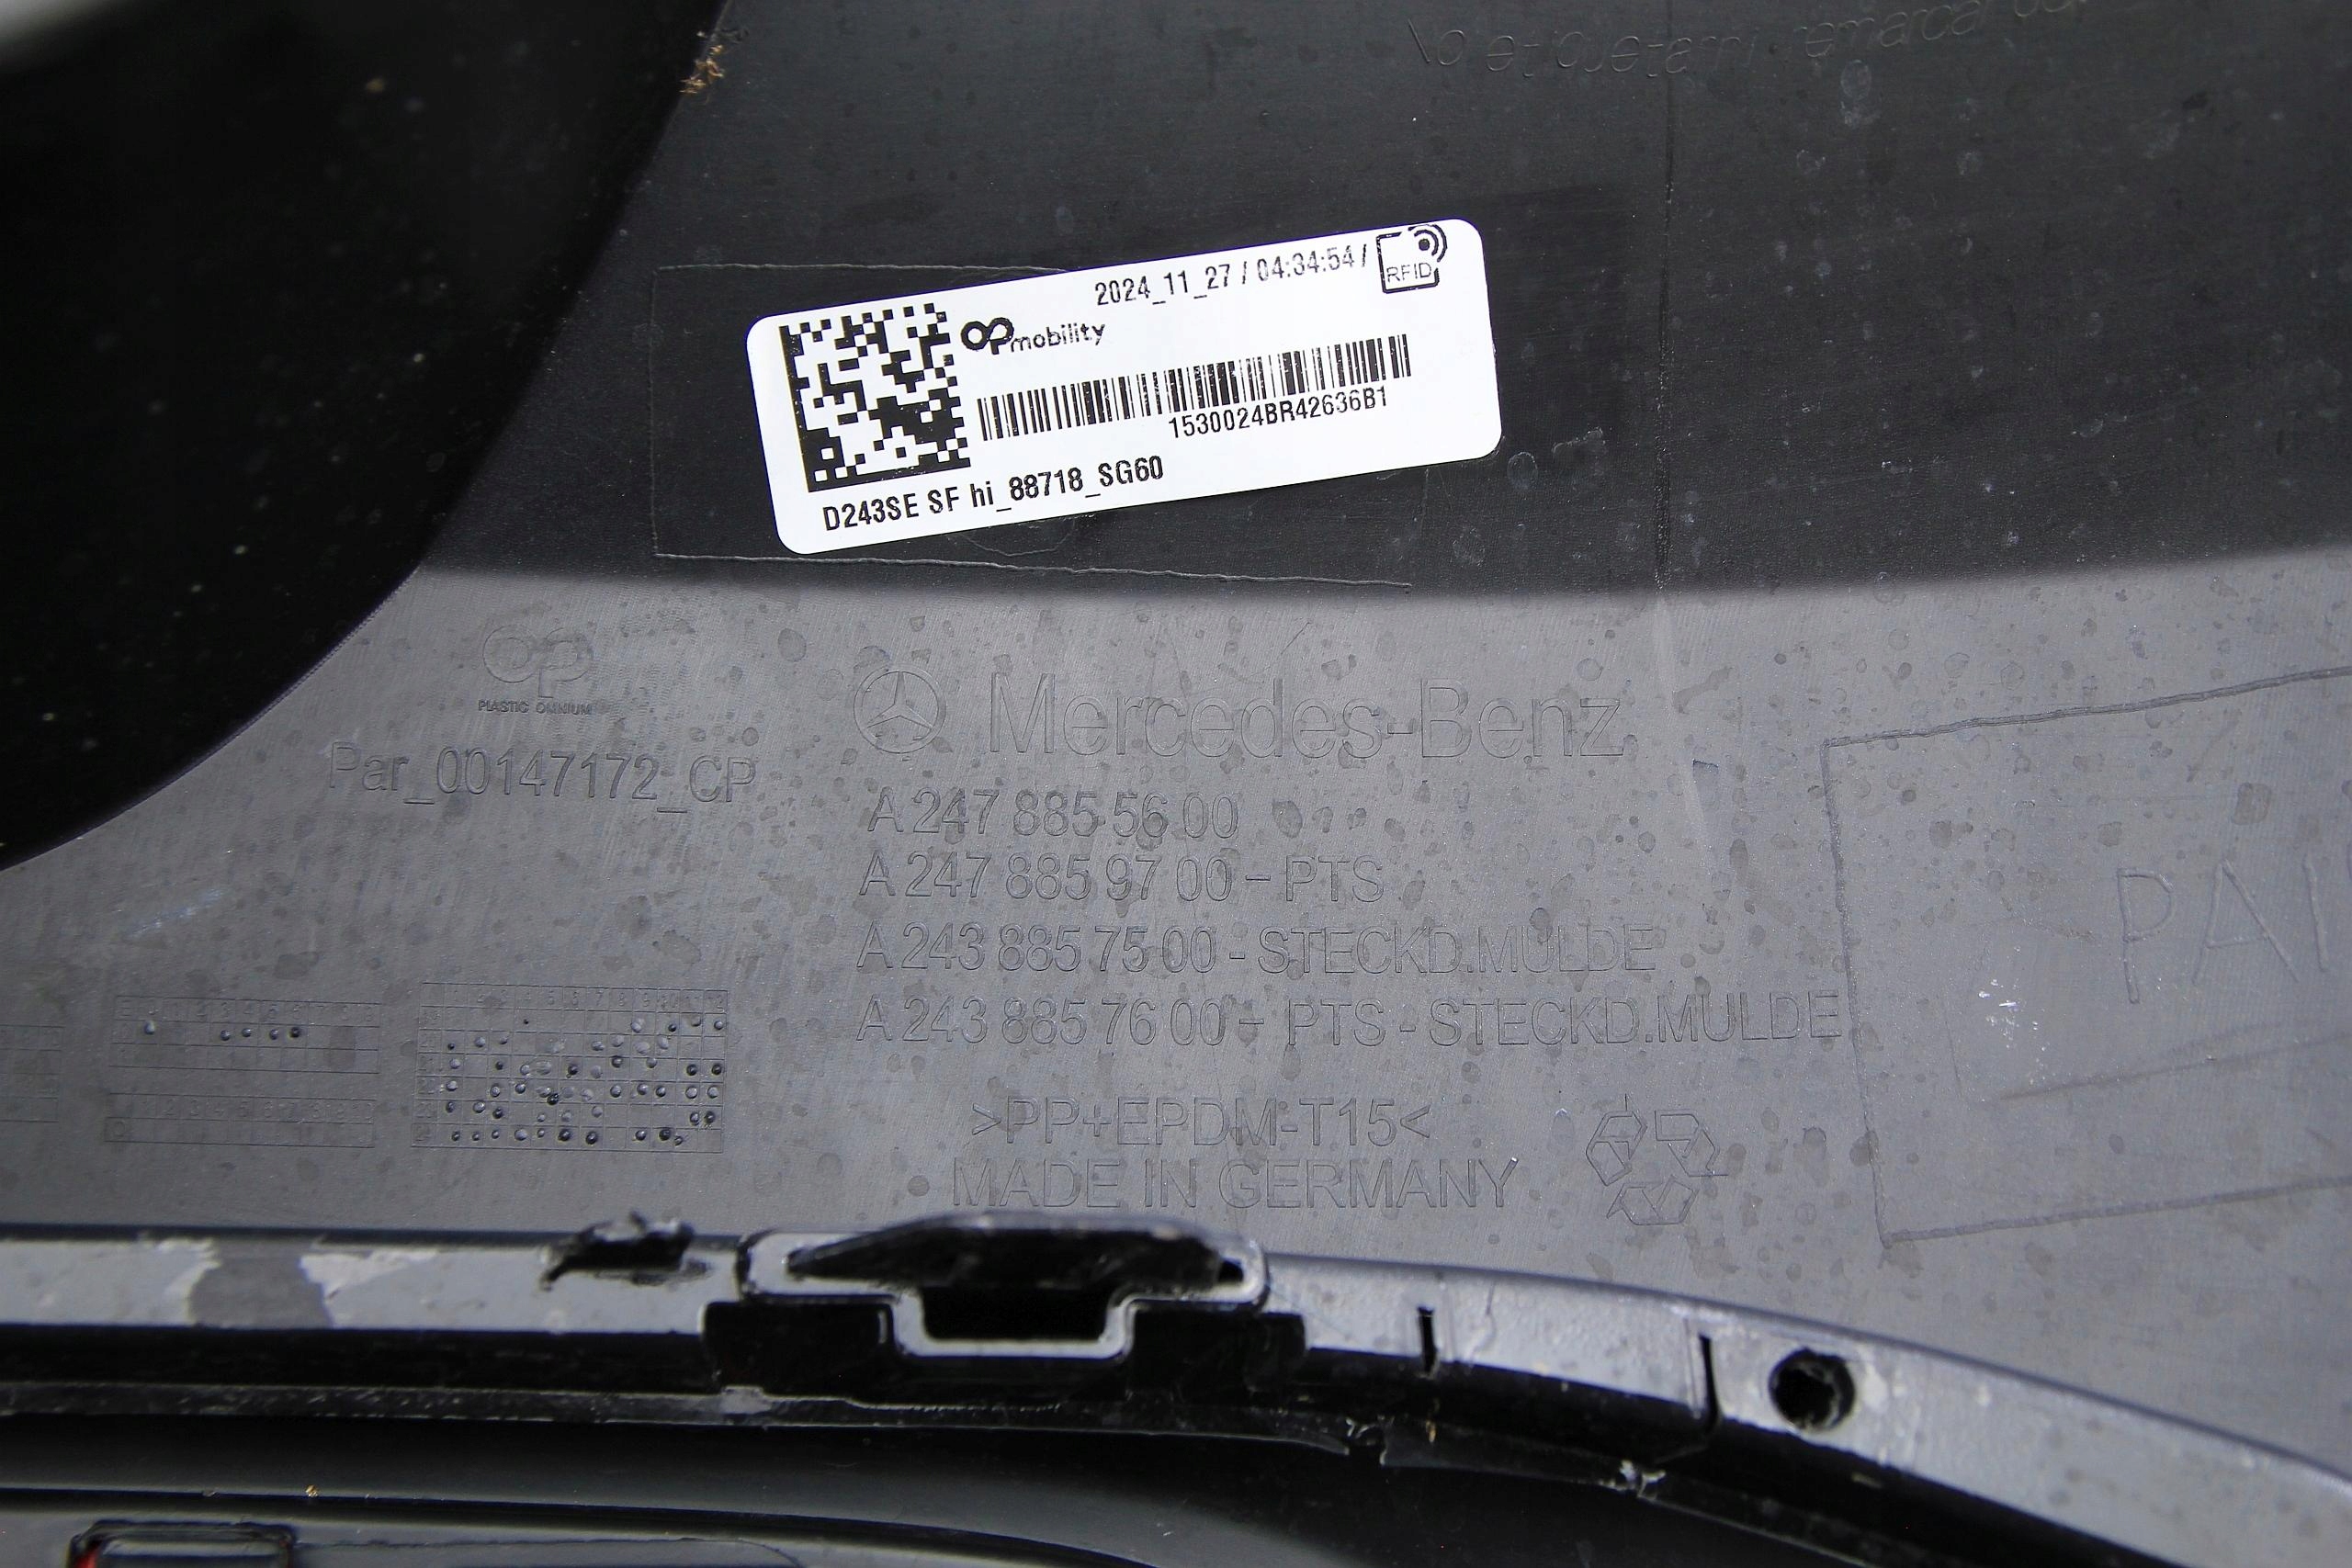 2024_11_27 / 04:34:54 /
RFID
opmobility
1530024BR42636B1
D243SE SF hi_88718_SG60
op
PLASTIC OMNIUM
Par_00147172_CP
Mercedes-Benz
A 247 885 56 00
A 247 885 97 00 – PTS
A 243 885 75 00 - STECKD.MULDE
A 243 885 76 00 – PTS - STECKD.MULDE
>PP+EPDM-T15<
MADE IN GERMANY